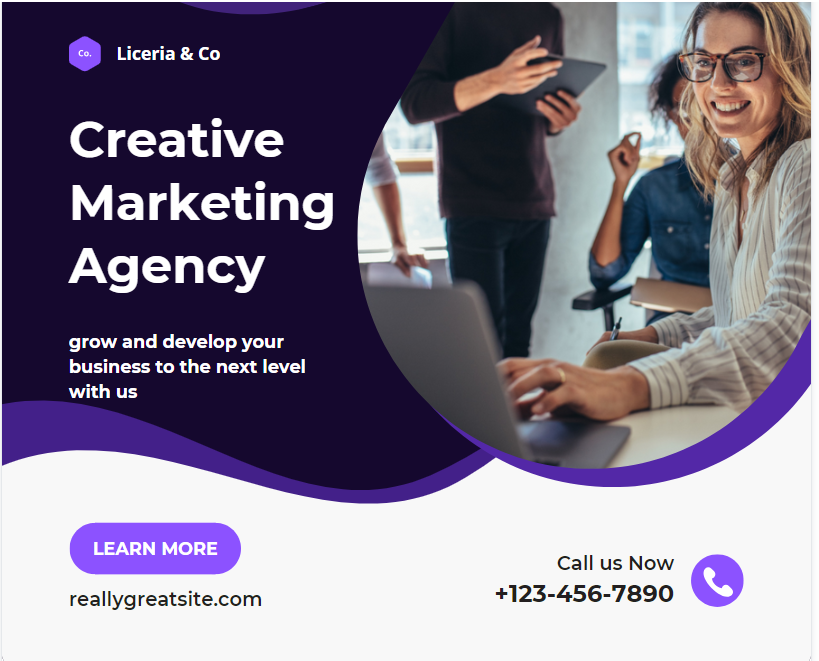 Co.
Liceria & Co
Creative
Marketing
Agency
grow and develop your
business to the next level
with us
LEARN MORE
reallygreatsite.com
Call us Now
+123-456-7890